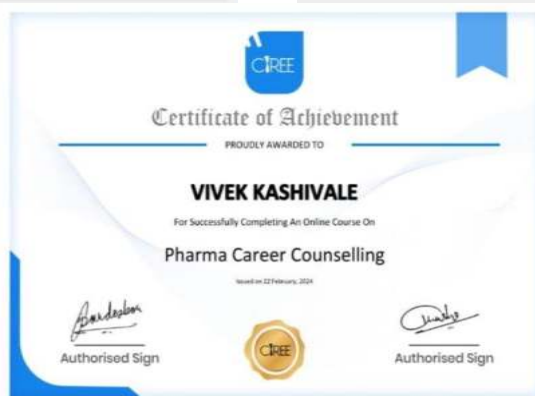 CIREE
Certificate of Achievement
PROUDLY AWARDED TO
VIVEK KASHIVALE
For Successfully Completing An Online Course On
Pharma Career Counselling
Issued on 22 February, 2024
Authorised Sign
CIREE
Authorised Sign